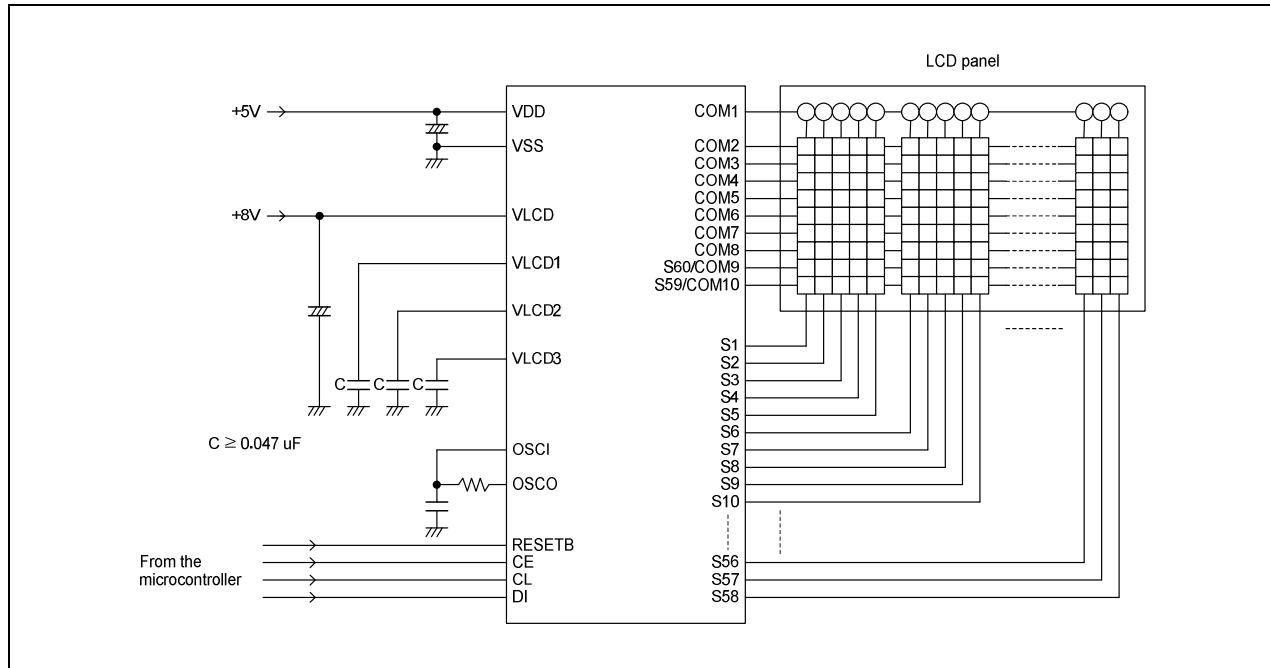 LCD panel
+5V
VDD
VSS
+8V
VLCD
VLCD1
VLCD2
VLCD3
C
C
C
C ≥ 0.047 uF
OSCI
OSCO
From the
microcontroller
RESETB
CE
CL
DI
COM1
COM2
COM3
COM4
COM5
COM6
COM7
COM8
S60/COM9
S59/COM10
S1
S2
S3
S4
S5
S6
S7
S8
S9
S10
S56
S57
S58